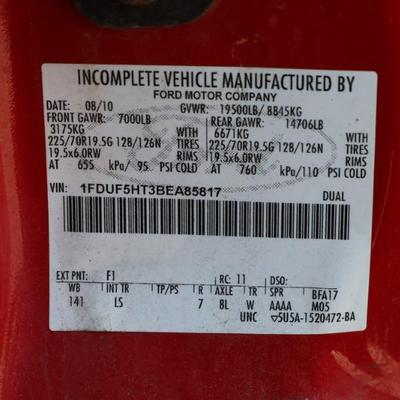 INCOMPLETE VEHICLE MANUFACTURED BY
FORD MOTOR COMPANY
DATE: 08/10 GVWR: 19500LB/ 8845KG
FRONT GAWR: 7000LB REAR GAWR: 14706LB
3175KG WITH 6671KG WITH
225/70R19.5G 128/126N TIRES 225/70R19.5G 128/126N TIRES
19.5x6.0RW RIMS 19.5x6.0RW RIMS
AT 655 kPa/ 95 PSI COLD AT 760 kPa/110 PSI COLD
VIN: 1FDUF5HT3BEA85817 DUAL
EXT PNT: F1 RC: 11 DSO:
WB INT TR TP/PS R AXLE TR SPR BFA17
141 LS 7 8L W AAAA M05
UNC ▽5U5A-1520472-BA